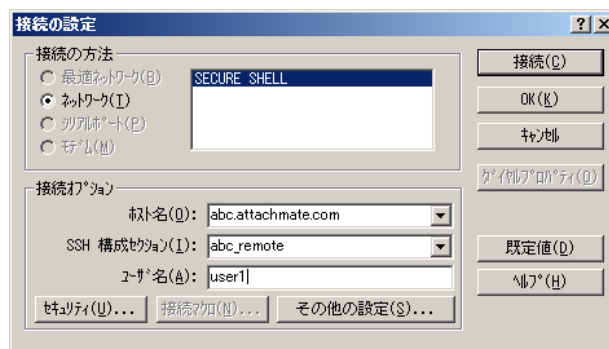 接続の設定
接続の方法
最適ネットワーク(B)
ネットワーク(T)
シリアルポート(P)
モデム(M)
SECURE SHELL
接続オプション
ホスト名(O):
abc.attachmate.com
SSH 構成セクション(I):
abc_remote
ユーザ名(A):
user1
セキュリティ(U)...
接続マクロ(N)...
その他の設定(S)...
接続(C)
OK(K)
キャンセル
ダイヤルプロパティ(O)
既定値(D)
ヘルプ(H)